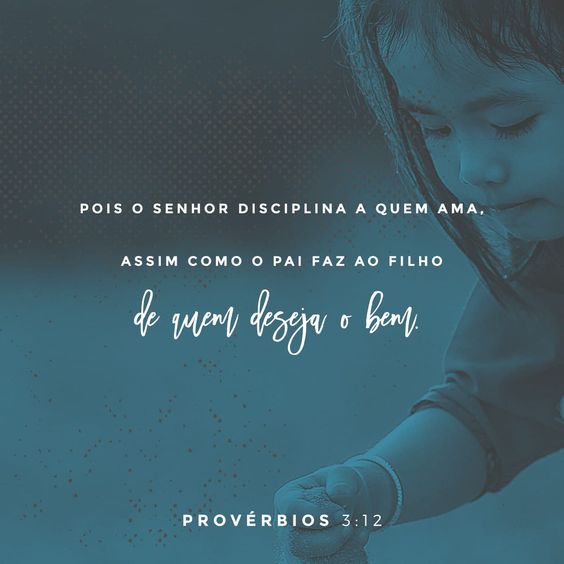 POIS O SENHOR DISCIPLINA A QUEM AMA,
ASSIM COMO O PAI FAZ AO FILHO
de quem deseja o bem.
PROVÉRBIOS 3:12